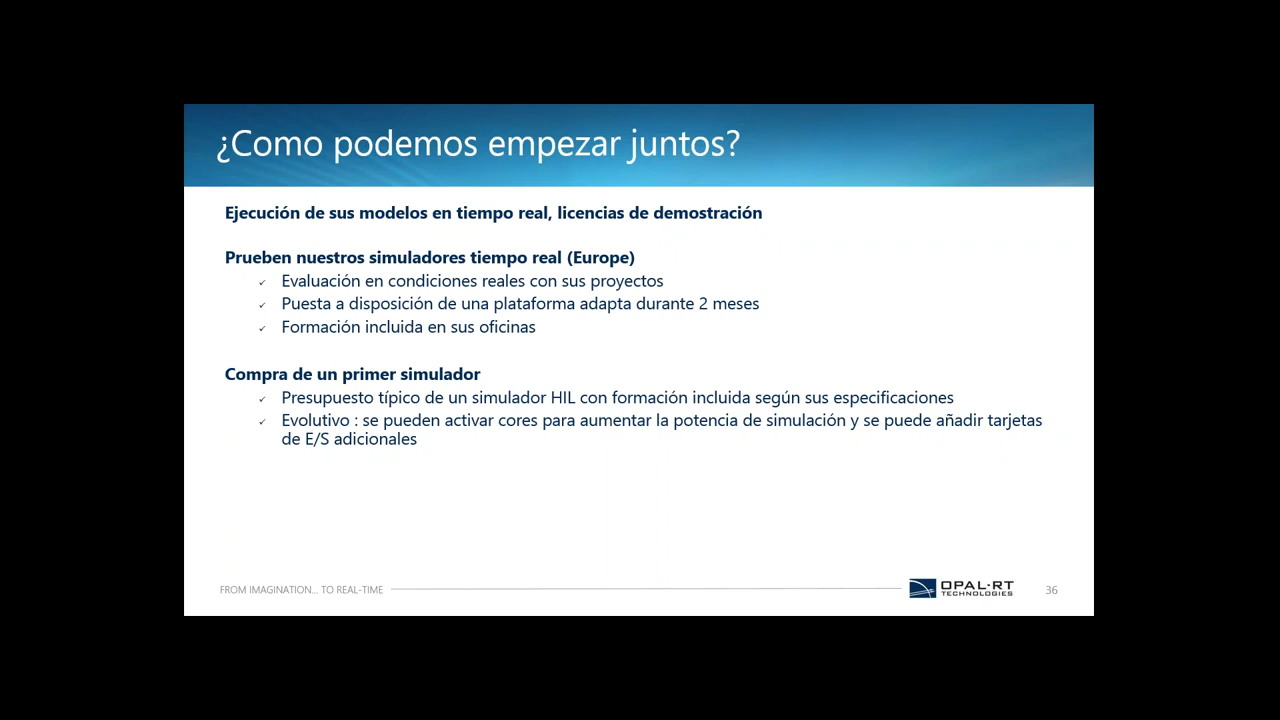 ¿Como podemos empezar juntos?
Ejecución de sus modelos en tiempo real, licencias de demostración
Prueben nuestros simuladores tiempo real (Europe)
✓ Evaluación en condiciones reales con sus proyectos
✓ Puesta a disposición de una plataforma adapta durante 2 meses
✓ Formación incluida en sus oficinas
Compra de un primer simulador
✓ Presupuesto típico de un simulador HIL con formación incluida según sus especificaciones
✓ Evolutivo : se pueden activar cores para aumentar la potencia de simulación y se puede añadir tarjetas
de E/S adicionales
FROM IMAGINATION... TO REAL-TIME
OPAL-RT
TECHNOLOGIES
36